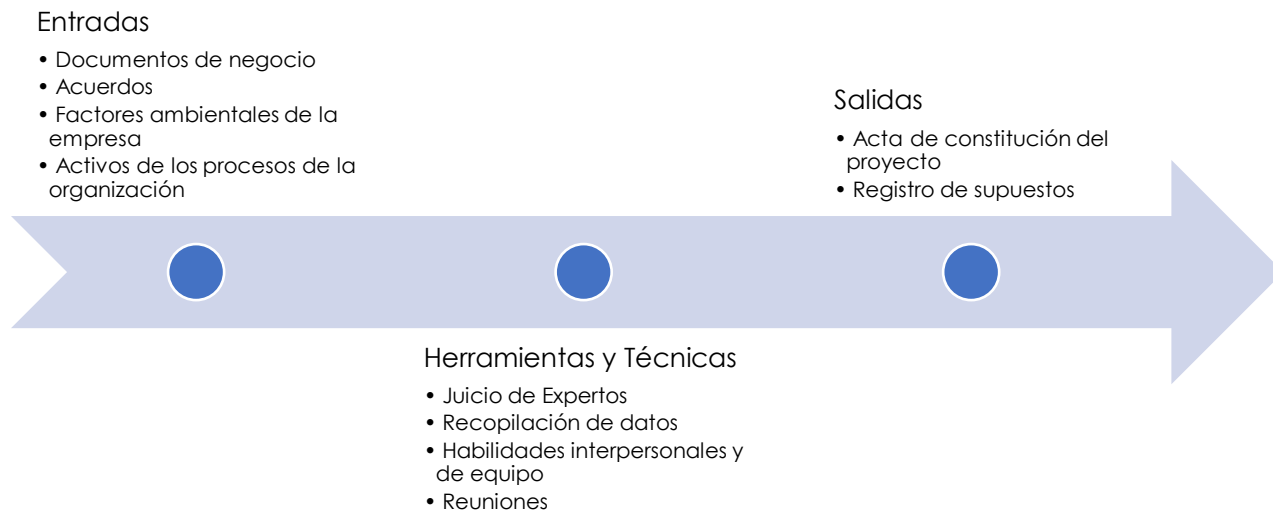 Entradas
• Documentos de negocio
• Acuerdos
• Factores ambientales de la
empresa
• Activos de los procesos de la
organización
Herramientas y Técnicas
• Juicio de Expertos
• Recopilación de datos
• Habilidades interpersonales y
de equipo
• Reuniones
Salidas
• Acta de constitución del
proyecto
• Registro de supuestos